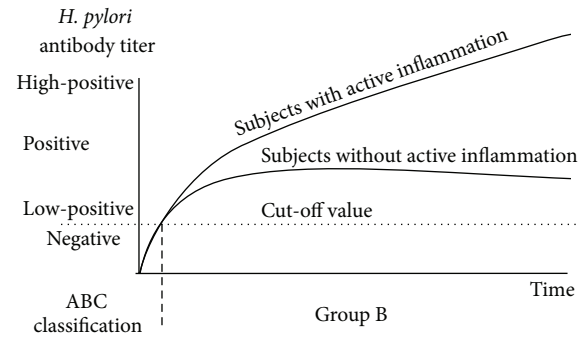 H. pylori
antibody titer
High-positive
Subjects with active inflammation
Positive
Subjects without active inflammation
Low-positive
Cut-off value
Negative
Time
ABC
classification
Group B